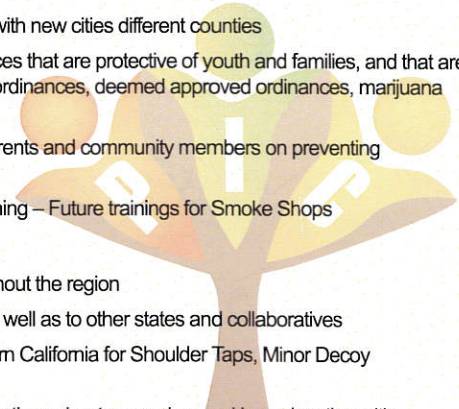 with new cities different counties
ces that are protective of youth and families, and that are
ordinances, deemed approved ordinances, marijuana
rents and community members on preventing
P I C
ning – Future trainings for Smoke Shops
hout the region
well as to other states and collaboratives
rn California for Shoulder Taps, Minor Decoy